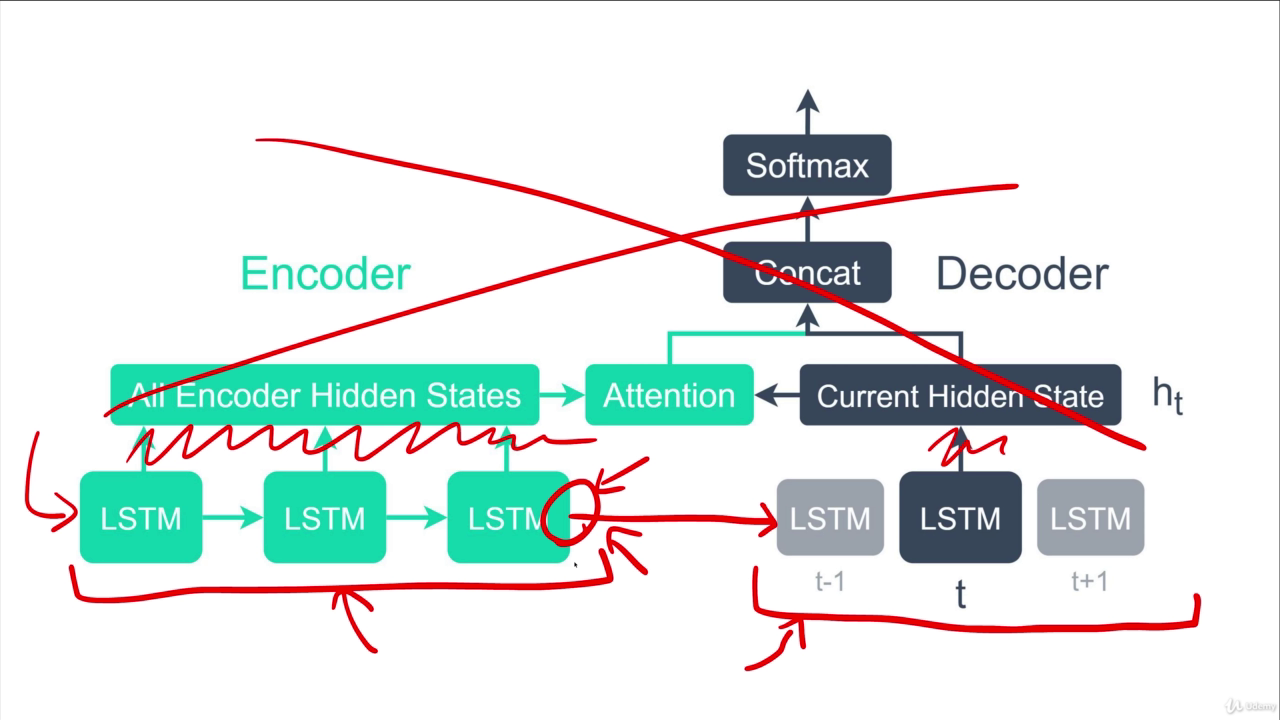 Softmax
Encoder
Concat
Decoder
All Encoder Hidden States
Attention
Current Hidden State
ht
LSTM
LSTM
LSTM
LSTM
LSTM
LSTM
t-1
t
t+1
Udemy